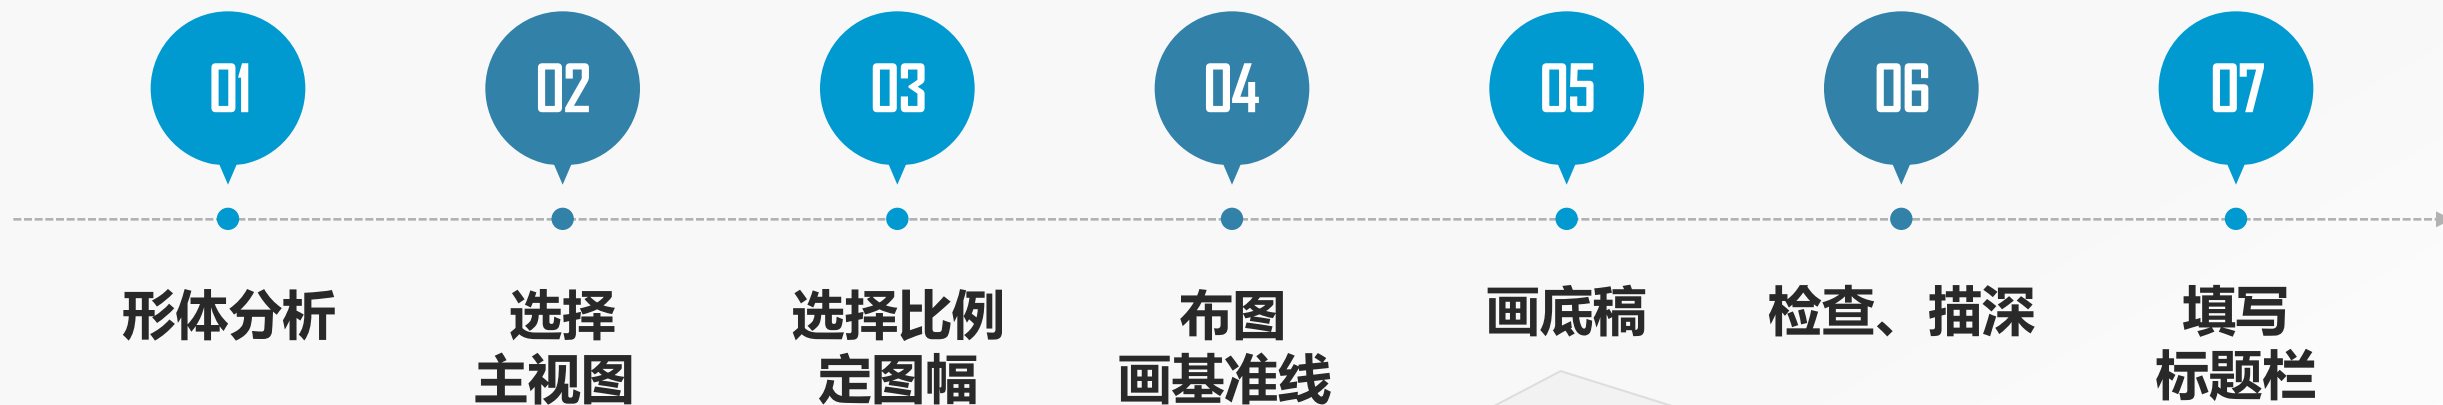 01
02
03
04
05
06
07
形体分析
选择
主视图
选择比例
定图幅
布图
画基准线
画底稿
检查、描深
填写
标题栏